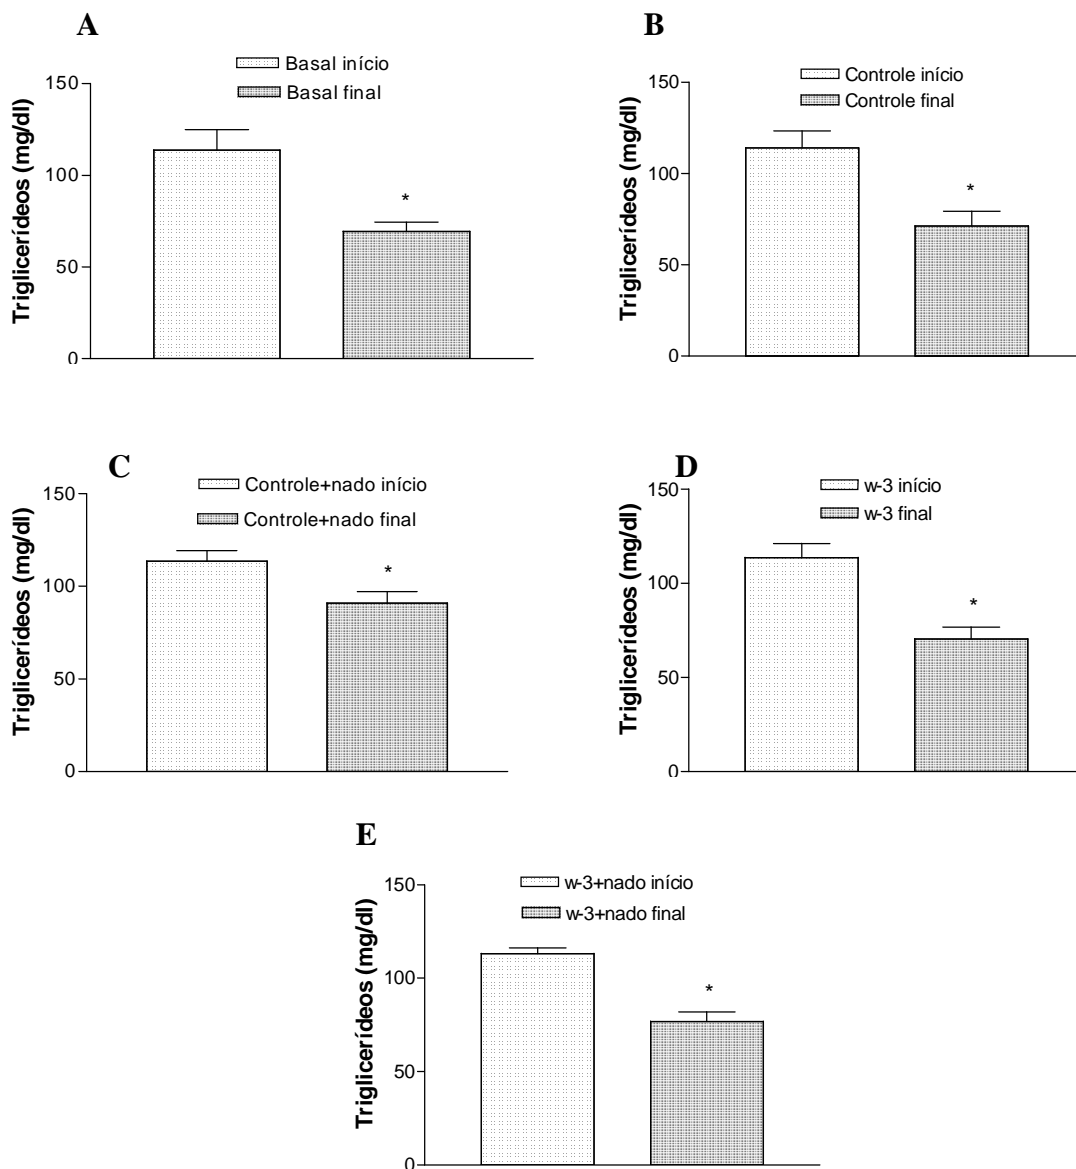 A
Basal início
Basal final
Triglicerídeos (mg/dl)
150
100
50
0
*
B
Controle início
Controle final
Triglicerídeos (mg/dl)
150
100
50
0
*
C
Controle+nado início
Controle+nado final
Triglicerídeos (mg/dl)
150
100
50
0
*
D
w-3 início
w-3 final
Triglicerídeos (mg/dl)
150
100
50
0
*
E
w-3+nado início
w-3+nado final
Triglicerídeos (mg/dl)
150
100
50
0
*